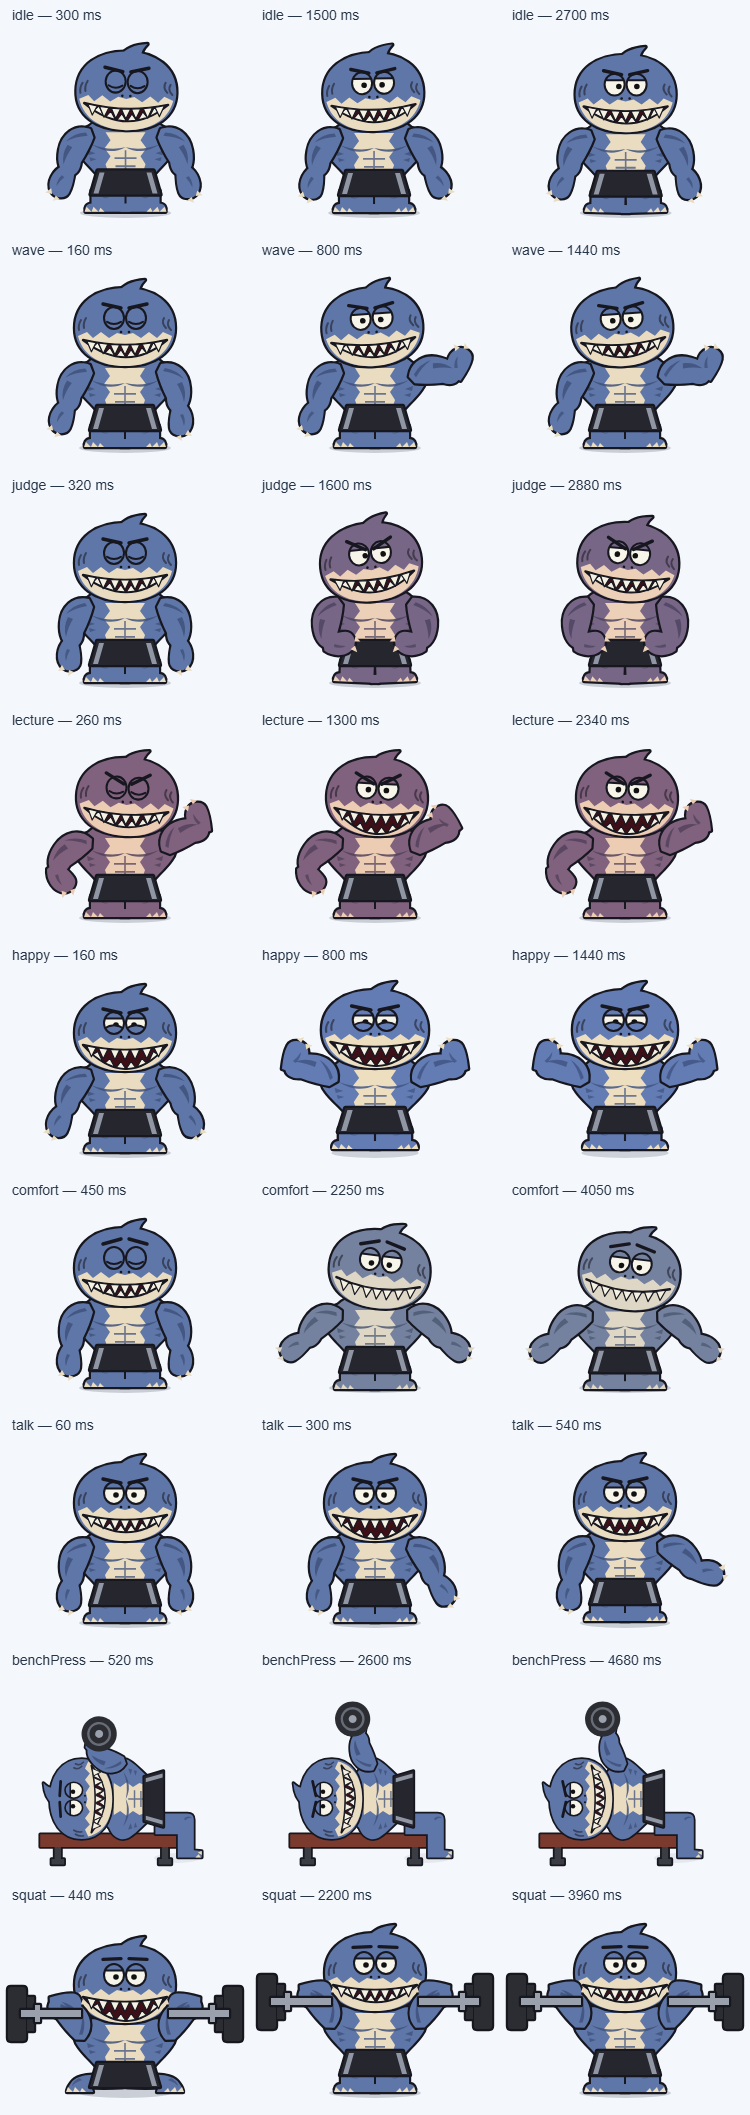 idle — 300 ms
idle — 1500 ms
idle — 2700 ms
wave — 160 ms
wave — 800 ms
wave — 1440 ms
judge — 320 ms
judge — 1600 ms
judge — 2880 ms
lecture — 260 ms
lecture — 1300 ms
lecture — 2340 ms
happy — 160 ms
happy — 800 ms
happy — 1440 ms
comfort — 450 ms
comfort — 2250 ms
comfort — 4050 ms
talk — 60 ms
talk — 300 ms
talk — 540 ms
benchPress — 520 ms
benchPress — 2600 ms
benchPress — 4680 ms
squat — 440 ms
squat — 2200 ms
squat — 3960 ms